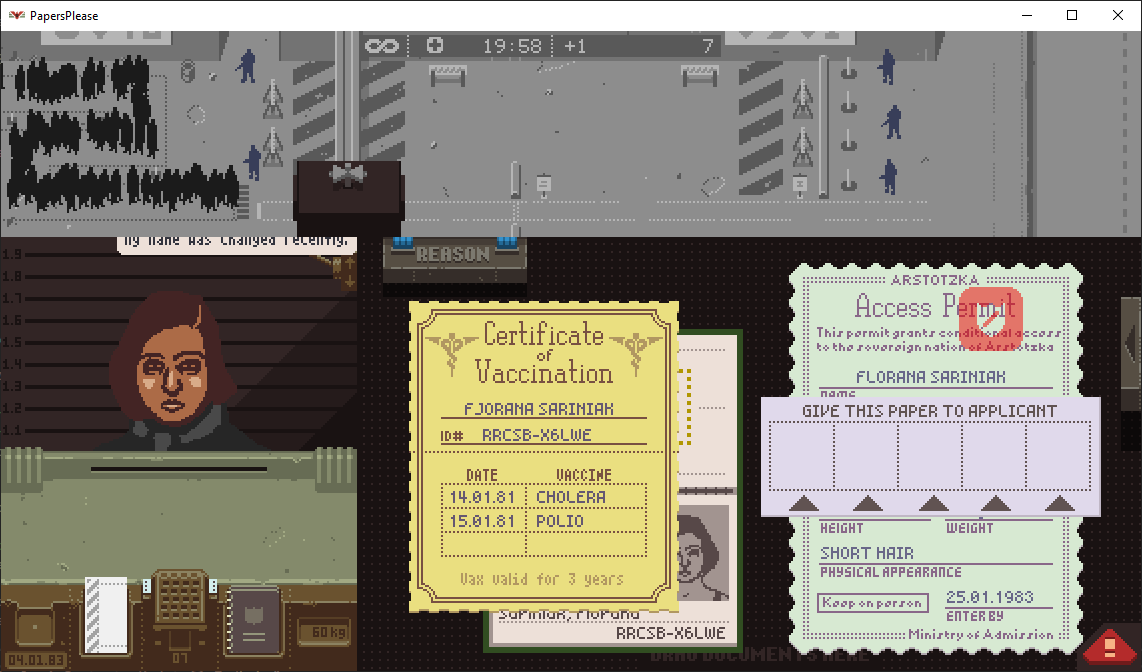 PapersPlease
19:58 +1 7
my name was changed recently.
1.9
1.8
1.7
1.6
1.5
1.4
1.3
1.2
1.1
REASON
Certificate
of
Vaccination
FJORANA SARINIAK
ID# RRCSB-X6LWE
DATE VACCINE
14.01.81 CHOLERA
15.01.81 POLIO
Vax valid for 3 years
RRCSB-X6LWE
ARSTOTZKA
Access Permit
This permit grants conditional access
to the sovereign nation of Arstotzka
FLORANA SARINIAK
NAME
GIVE THIS PAPER TO APPLICANT
HEIGHT WEIGHT
SHORT HAIR
PHYSICAL APPEARANCE
Keep on person
25.01.1983
ENTER BY
Ministry of Admission
DRAG DOCUMENTS HERE
04.01.83
07
60kg